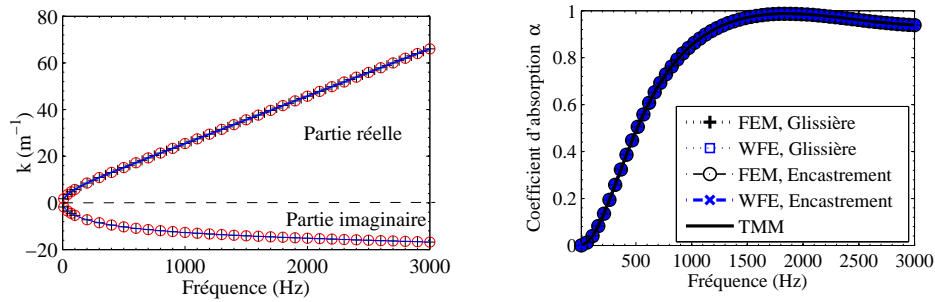 80
60
40
20
0
−20
k (m⁻¹)
Partie réelle
Partie imaginaire
0
1000
2000
3000
Fréquence (Hz)
1
0.8
0.6
0.4
0.2
0
Coefficient d'absorption α
FEM, Glissière
WFE, Glissière
FEM, Encastrement
WFE, Encastrement
TMM
500
1000
1500
2000
2500
3000
Fréquence (Hz)